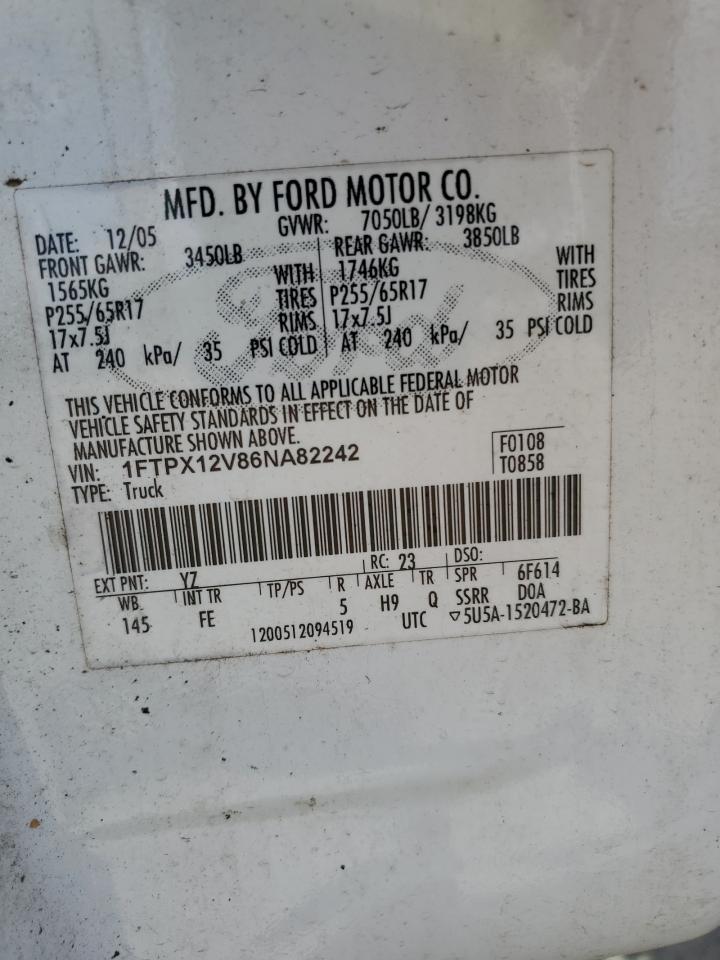 MFD. BY FORD MOTOR CO.
DATE: 12/05 GVWR: 7050LB/ 3198KG
FRONT GAWR: 3450LB REAR GAWR: 3850LB
1565KG WITH 1746KG WITH
P255/65R17 TIRES P255/65R17 TIRES
17x7.5J RIMS 17x7.5J RIMS
AT 240 kPa/ 35 PSI COLD AT 240 kPa/ 35 PSI COLD
Ford
THIS VEHICLE CONFORMS TO ALL APPLICABLE FEDERAL MOTOR
VEHICLE SAFETY STANDARDS IN EFFECT ON THE DATE OF
MANUFACTURE SHOWN ABOVE.
VIN: 1FTPX12V86NA82242 F0108
TYPE: Truck T0858
EXT PNT: YZ RC: 23 DSO:
WB INT TR TP/PS R AXLE TR SPR 6F614
145 FE 5 H9 Q SSRR DOA
1200512094519 UTC ▽5U5A-1520472-BA